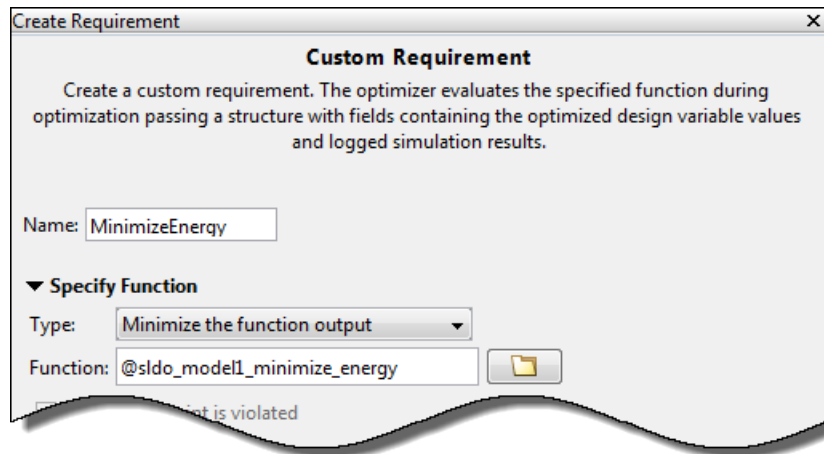 Create Requirement
Custom Requirement
Create a custom requirement. The optimizer evaluates the specified function during
optimization passing a structure with fields containing the optimized design variable values
and logged simulation results.
Name: MinimizeEnergy
Specify Function
Type: Minimize the function output
Function: @sldo_model1_minimize_energy
is violated